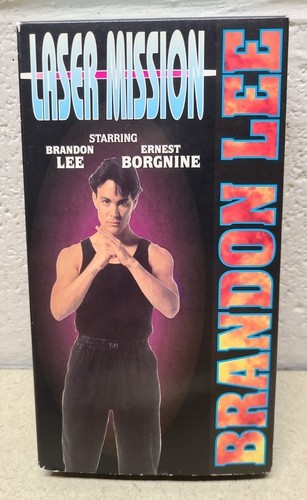 LASER MISSION
STARRING
BRANDON LEE
ERNEST BORGNINE
BRANDON LEE